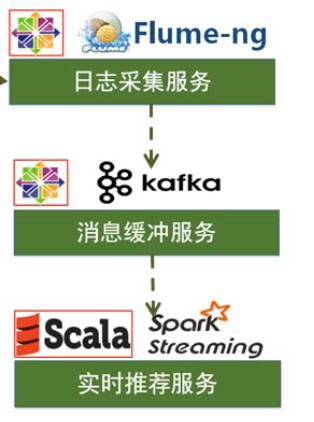 FLUME
Flume-ng
日志采集服务
kafka
消息缓冲服务
Scala
Spark
Streaming
实时推荐服务